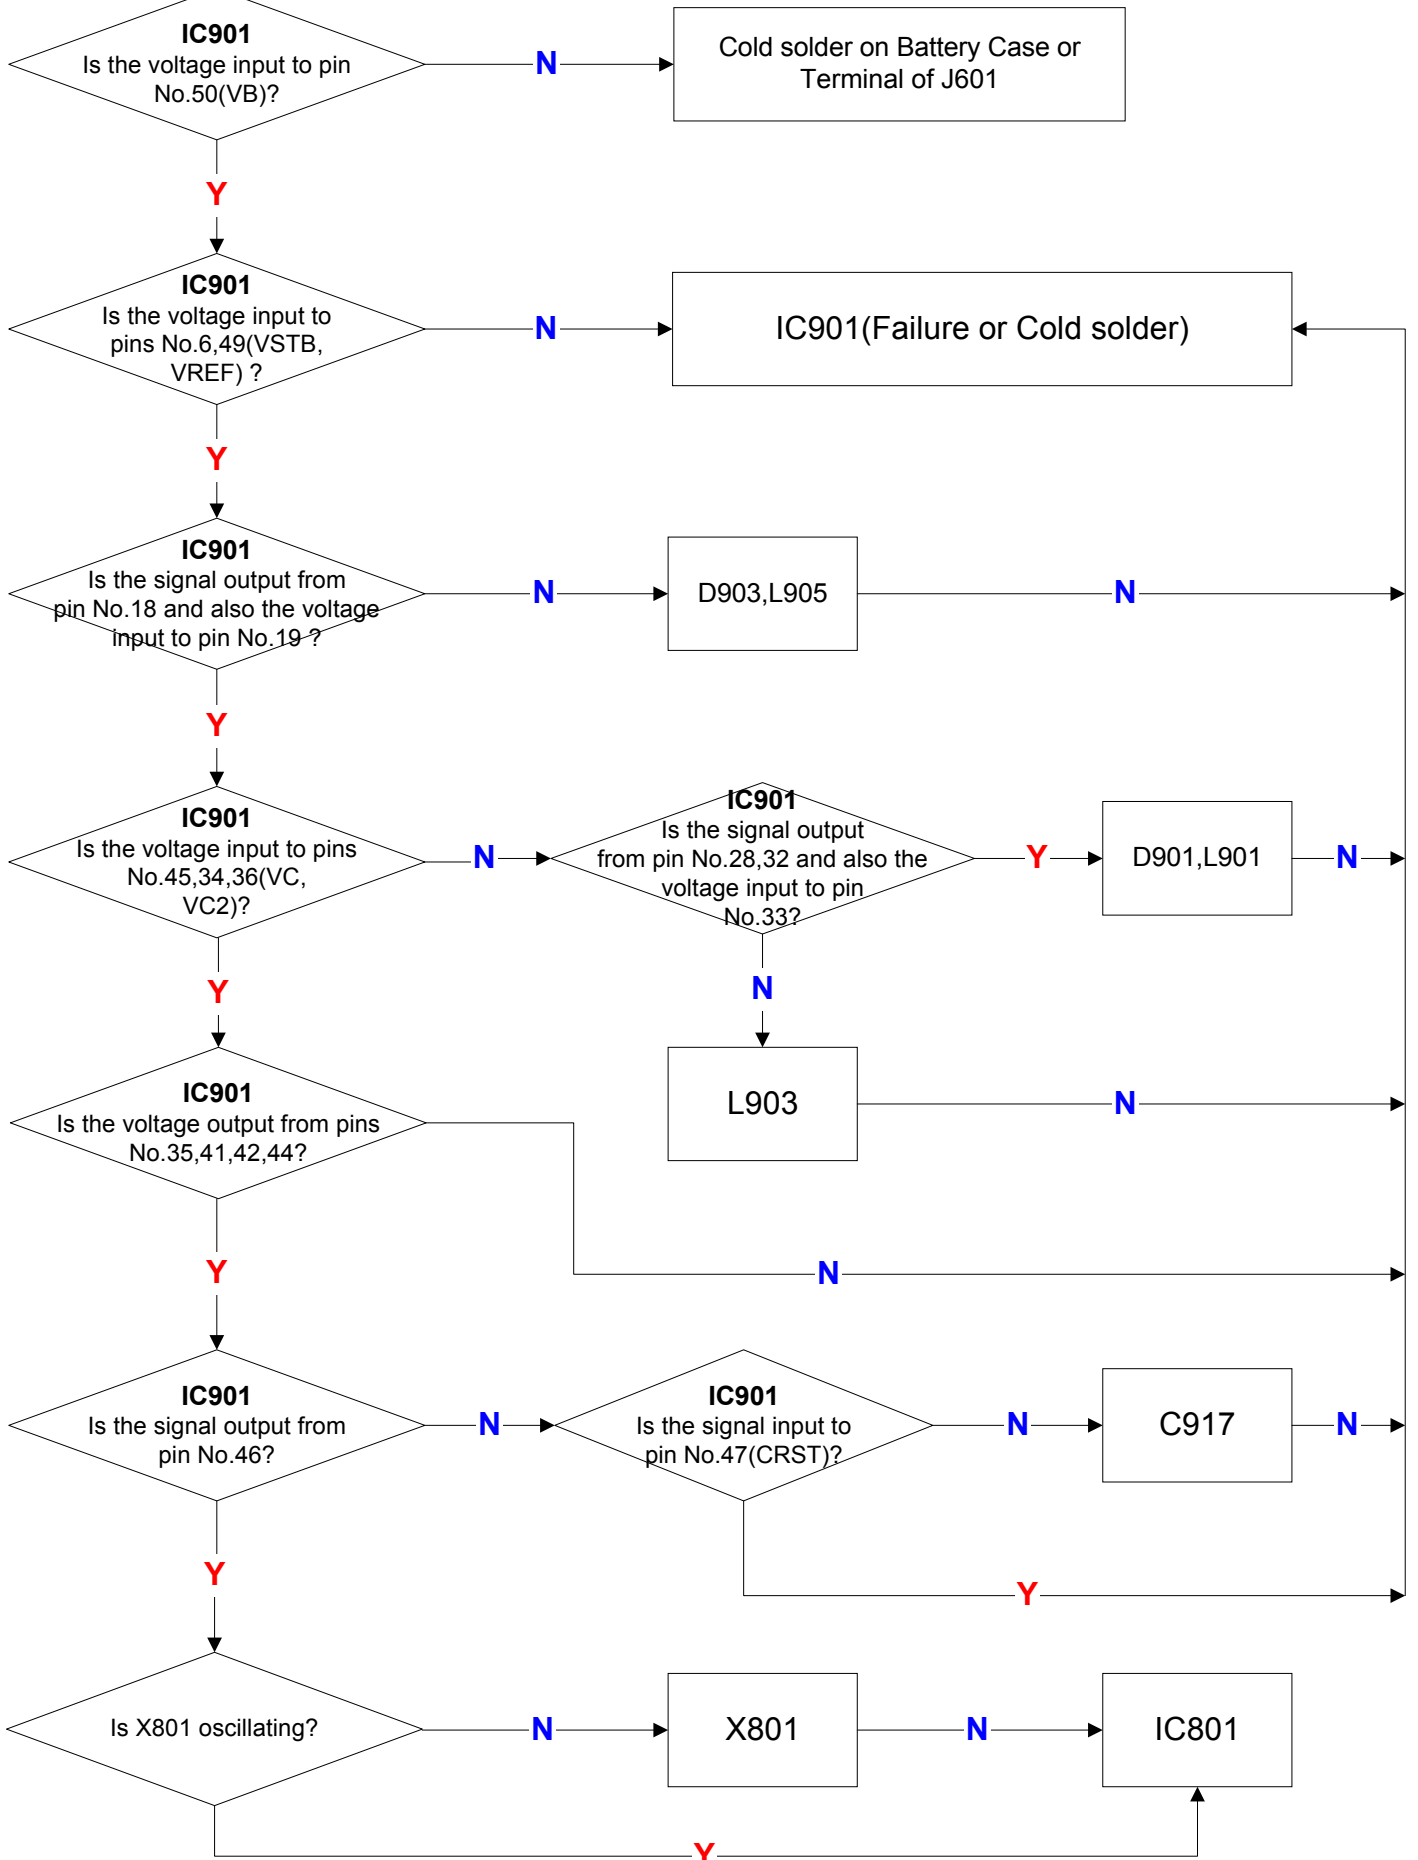 IC901
Is the voltage input to pin
No.50(VB)?
N
Cold solder on Battery Case or
Terminal of J601
Y
IC901
Is the voltage input to
pins No.6,49(VSTB,
VREF) ?
N
IC901(Failure or Cold solder)
Y
IC901
Is the signal output from
pin No.18 and also the voltage
input to pin No.19 ?
N
D903,L905
N
Y
IC901
Is the voltage input to pins
No.45,34,36(VC,
VC2)?
N
IC901
Is the signal output
from pin No.28,32 and also the
voltage input to pin
No.33?
Y
D901,L901
N
Y
N
IC901
Is the voltage output from pins
No.35,41,42,44?
L903
N
Y
N
IC901
Is the signal output from
pin No.46?
N
IC901
Is the signal input to
pin No.47(CRST)?
N
C917
N
Y
Y
Is X801 oscillating?
N
X801
N
IC801
Y